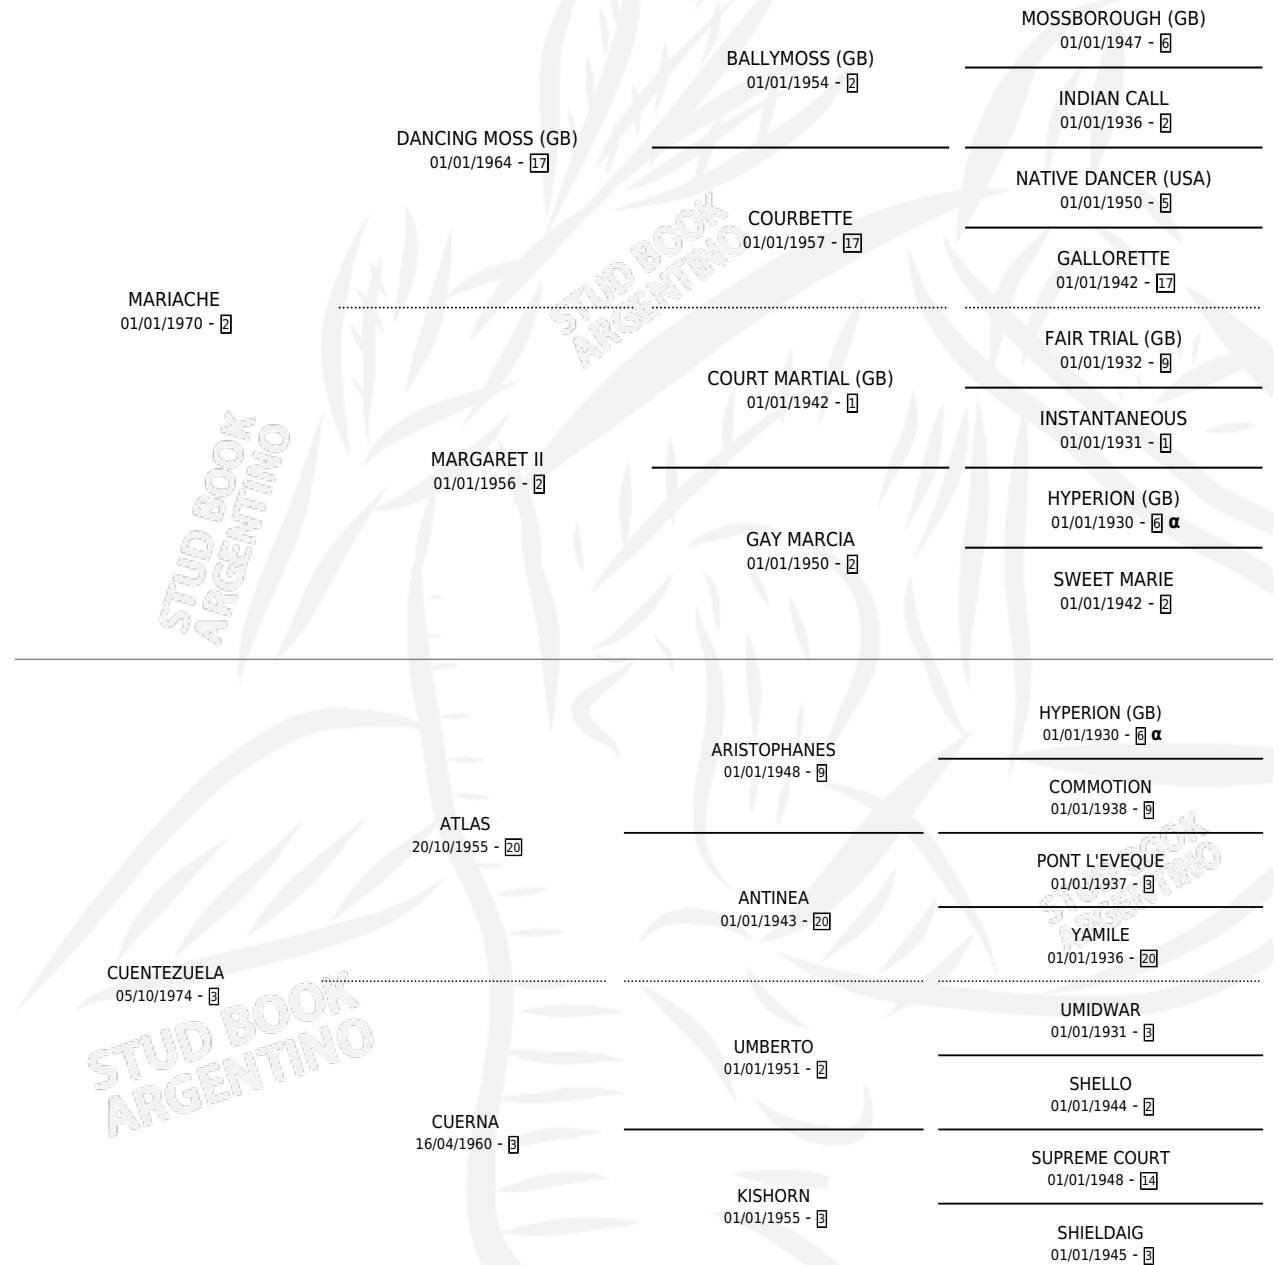 MOSSBOROUGH (GB)
01/01/1947 - 6
BALLYMOSS (GB)
01/01/1954 - 2
INDIAN CALL
01/01/1936 - 2
DANCING MOSS (GB)
01/01/1964 - 17
NATIVE DANCER (USA)
01/01/1950 - 5
COURBETTE
01/01/1957 - 17
GALLORETTE
01/01/1942 - 17
MARIACHE
01/01/1970 - 2
FAIR TRIAL (GB)
01/01/1932 - 9
COURT MARTIAL (GB)
01/01/1942 - 1
INSTANTANEOUS
01/01/1931 - 1
MARGARET II
01/01/1956 - 2
HYPERION (GB)
01/01/1930 - 6 α
GAY MARCIA
01/01/1950 - 2
SWEET MARIE
01/01/1942 - 2
HYPERION (GB)
01/01/1930 - 6 α
ARISTOPHANES
01/01/1948 - 9
COMMOTION
01/01/1938 - 9
ATLAS
20/10/1955 - 20
PONT L'EVEQUE
01/01/1937 - 3
ANTINEA
01/01/1943 - 20
YAMILE
01/01/1936 - 20
CUENTEZUELA
05/10/1974 - 3
UMIDWAR
01/01/1931 - 3
UMBERTO
01/01/1951 - 2
SHELLO
01/01/1944 - 2
CUERNA
16/04/1960 - 3
SUPREME COURT
01/01/1948 - 14
KISHORN
01/01/1955 - 3
SHIELDAIG
01/01/1945 - 3
STUD BOOK
ARGENTINO
STUD BOOK
ARGENTINO
STUD BOOK
ARGENTINO
STUD BOOK
ARGENTINO